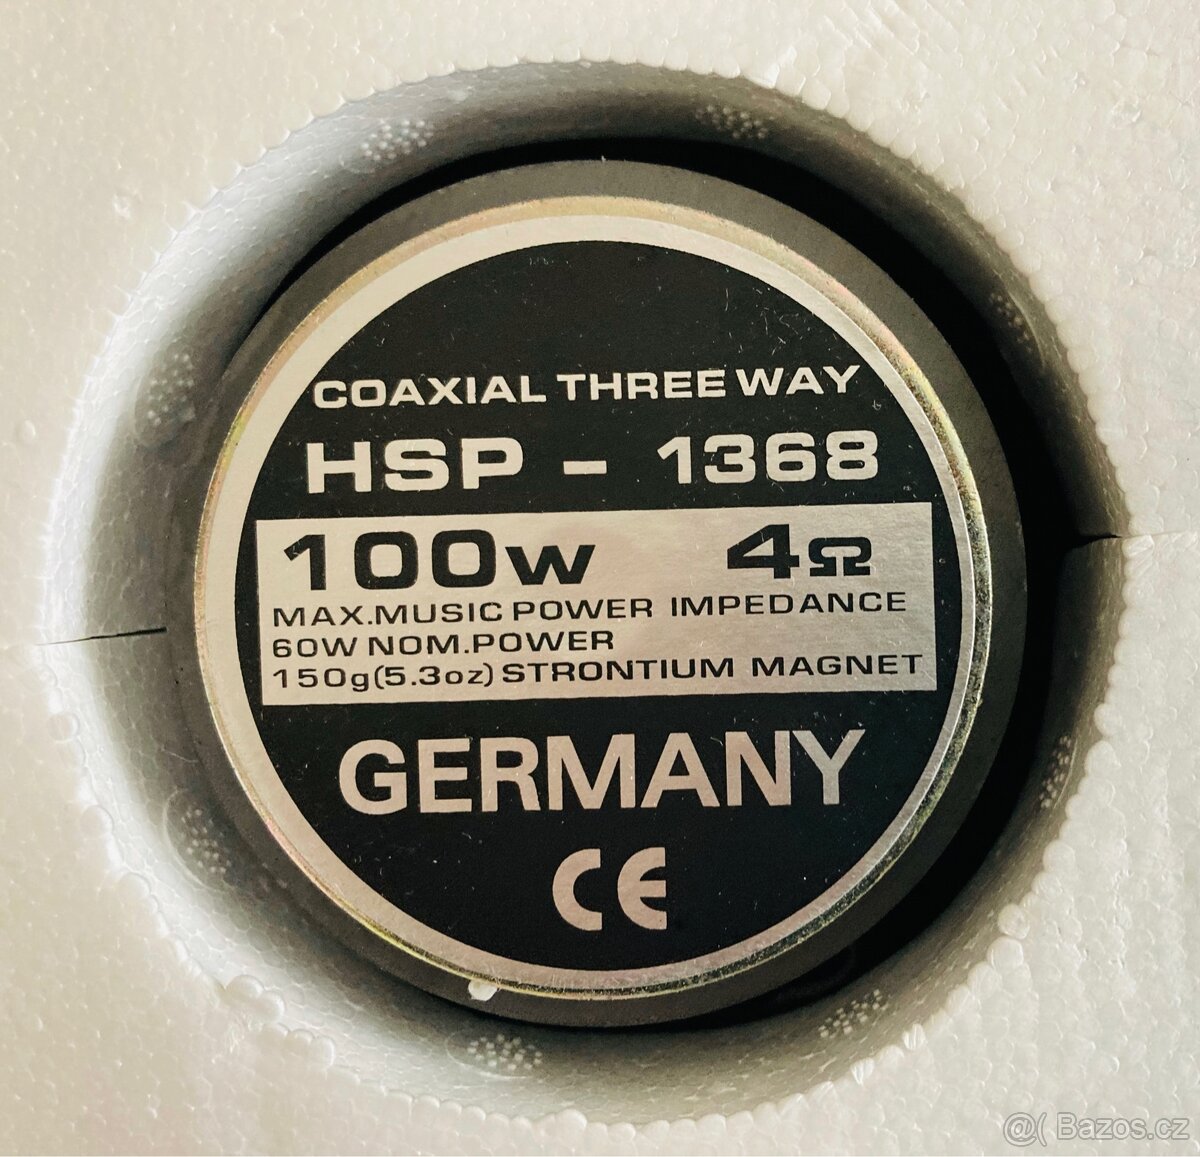 COAXIAL THREE WAY
HSP - 1368
100W 4Ω
MAX.MUSIC POWER IMPEDANCE
60W NOM.POWER
150g(5.3oz) STRONTIUM MAGNET
GERMANY
CE
@( Bazos.cz